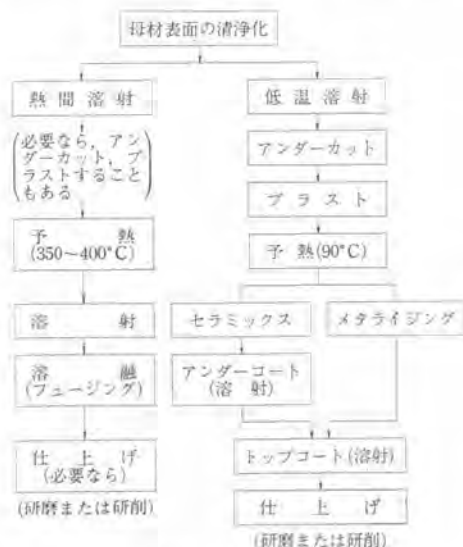 母材表面の清浄化
熱間溶射
(必要なら,アン
ダーカット,ブ
ラストすること
もある)
予熱
(350~400°C)
溶射
溶融
(フュージング)
仕上げ
(必要なら)
(研磨または研削)
低温溶射
アンダーカット
ブラスト
予熱(90°C)
セラミックス
メタライジング
アンダーコート
(溶射)
トップコート(溶射)
仕上げ
(研磨または研削)